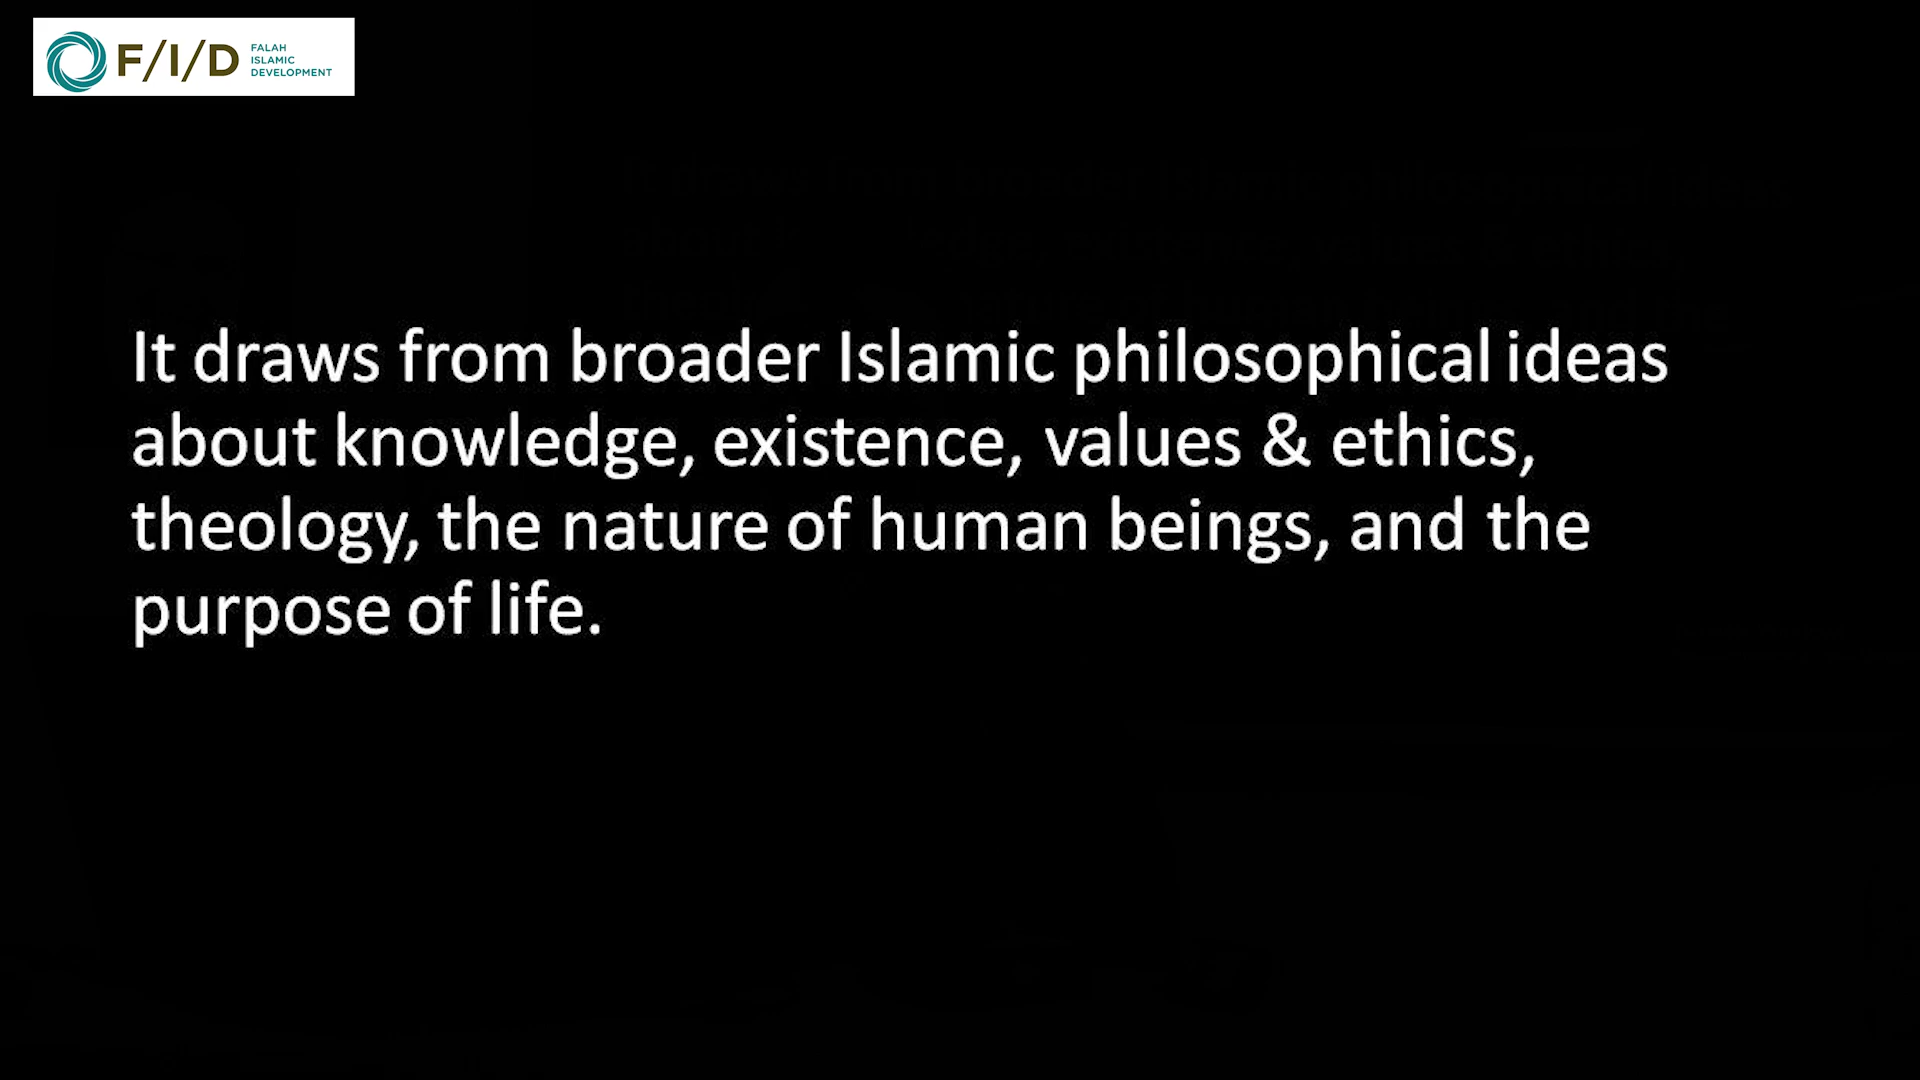 F/I/D
FALAH
ISLAMIC
DEVELOPMENT
It draws from broader Islamic philosophical ideas
about knowledge, existence, values & ethics,
theology, the nature of human beings, and the
purpose of life.